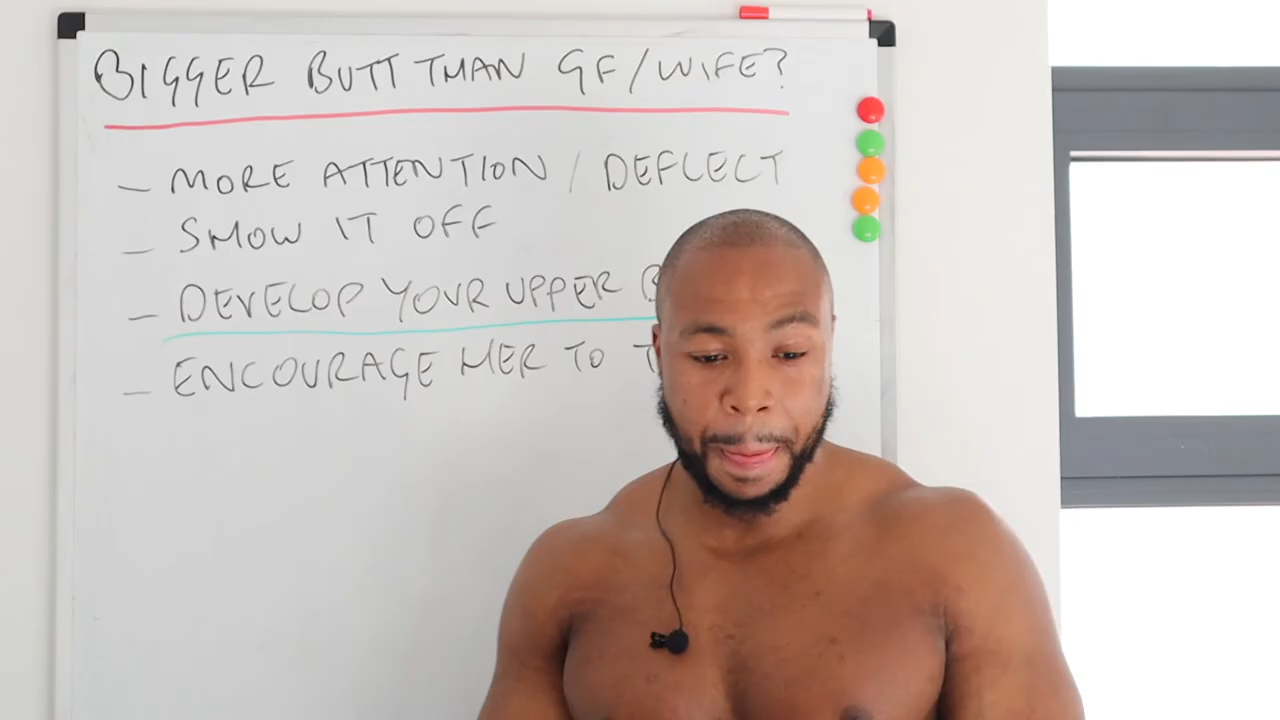 BIGGER BUTT THAN GF/WIFE?
- MORE ATTENTION / DEFLECT
- SHOW IT OFF
- DEVELOP YOUR UPPER
- ENCOURAGE HER TO